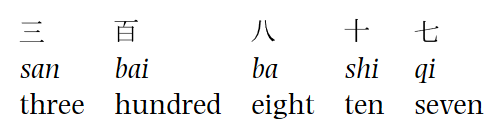 三 百 八 十 七
san bai ba shi qi
three hundred eight ten seven